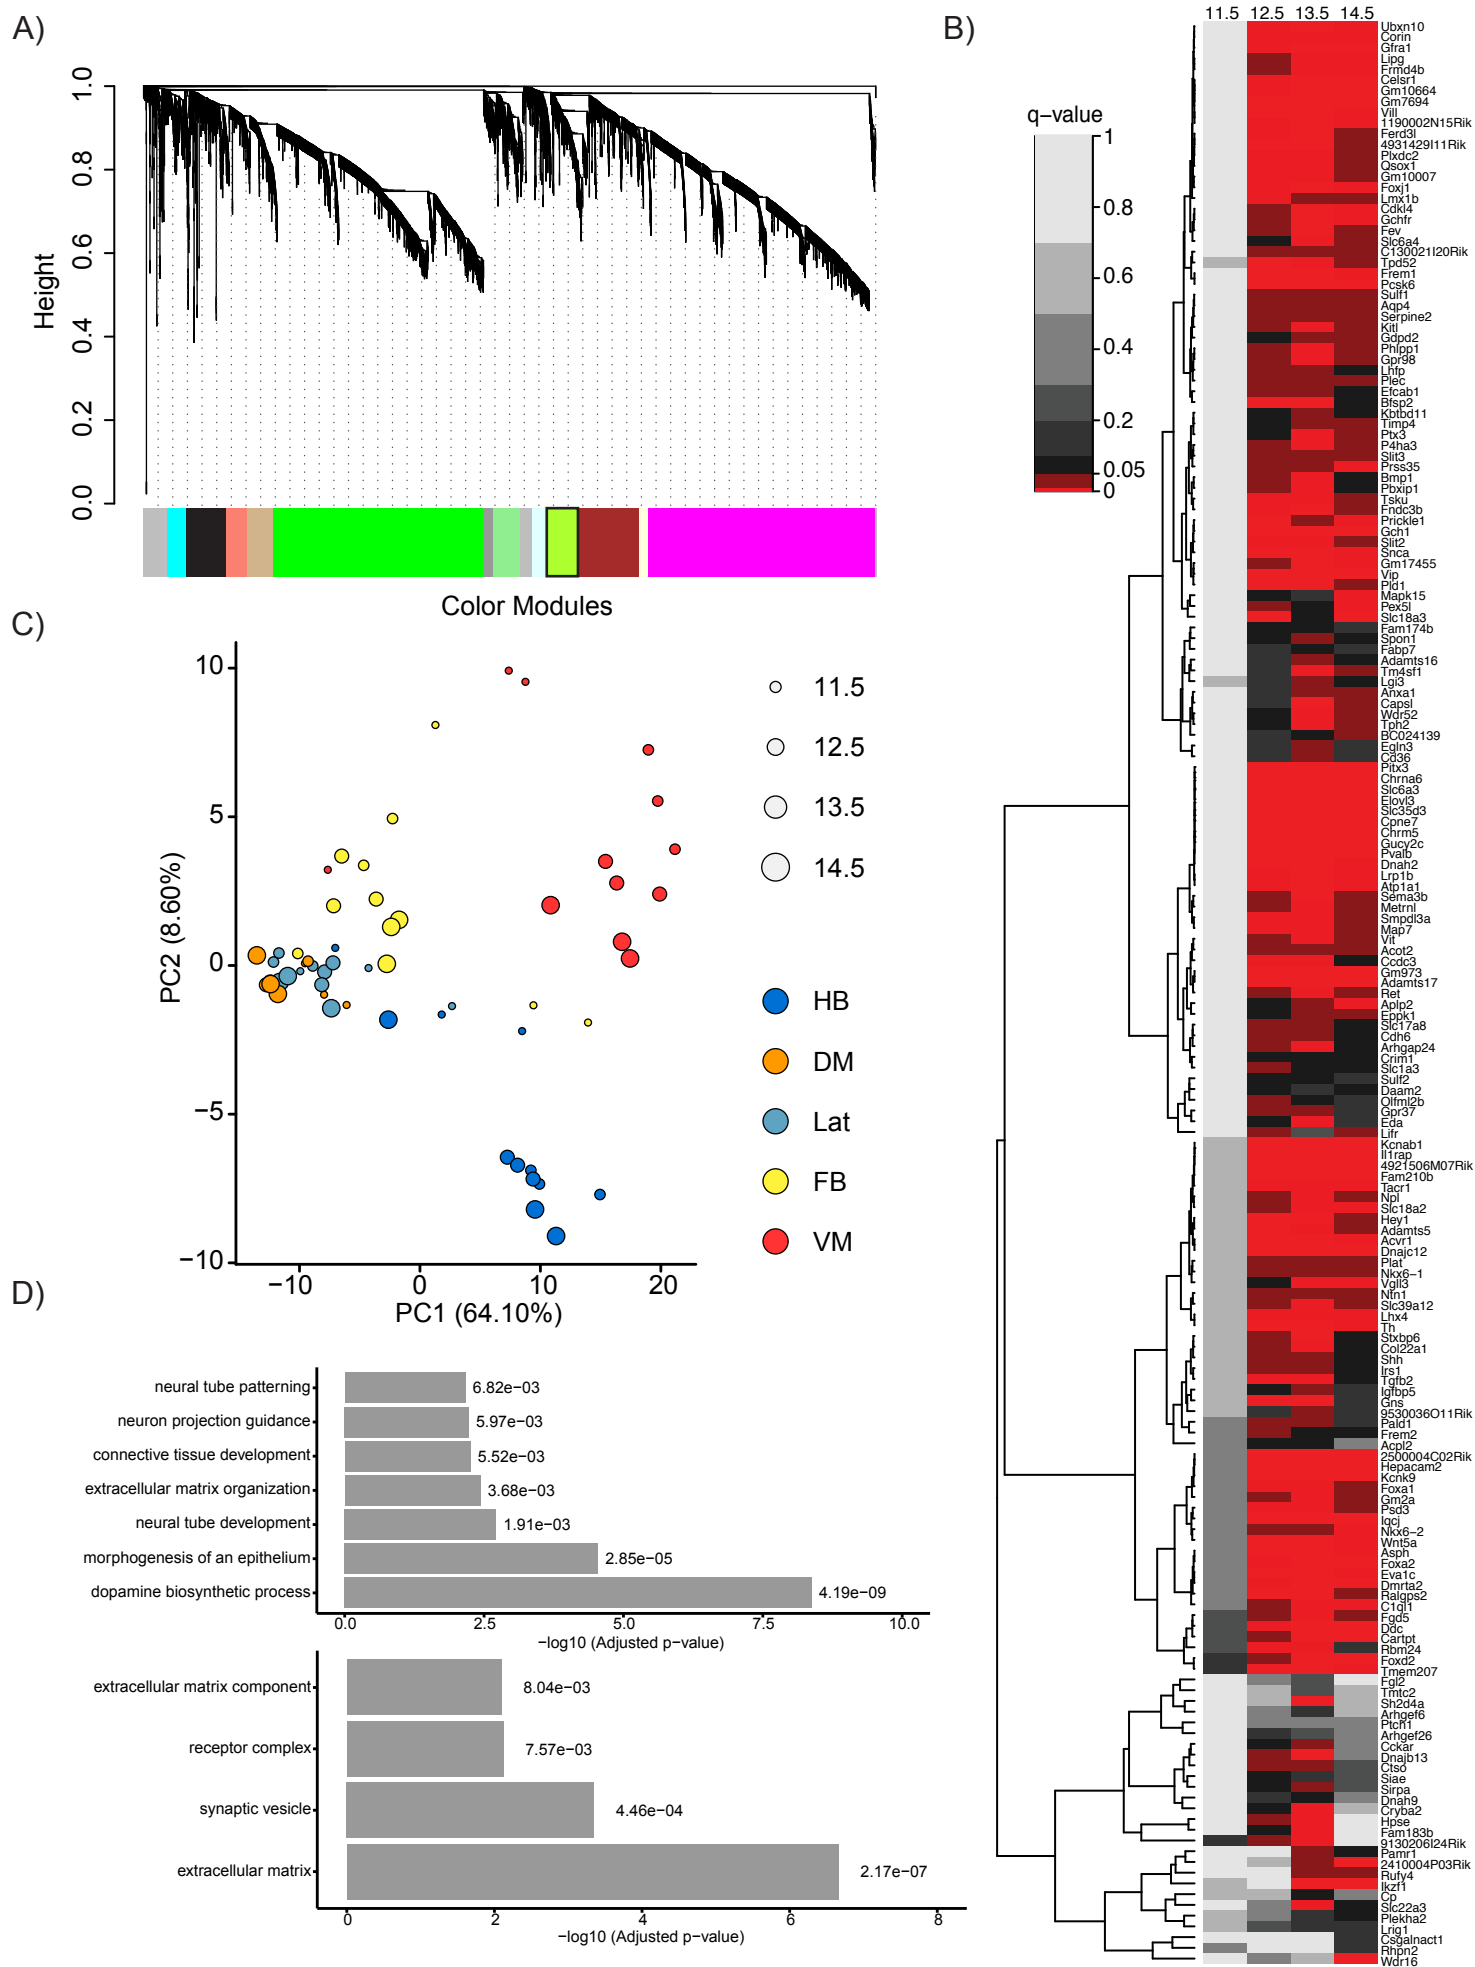 A)
Height
1.0
0.8
0.6
0.4
0.2
0.0
Color Modules
B)
11.5 12.5 13.5 14.5
q−value
1
0.8
0.6
0.4
0.2
0.05
0
Ubxn10
Corin
Gfra1
Lipg
Frmd4b
Celsr1
Gm10664
Gm7694
Vill
1190002N15Rik
Ferd3l
4931429I11Rik
Plxdc2
Qsox1
Gm10007
Foxj1
Lmx1b
Cdkl4
Gchfr
Fev
Slc6a4
C130021I20Rik
Tpd52
Frem1
Pcsk6
Sulf1
Aqp4
Serpine2
Kitl
Gdpd2
Phlpp1
Gpr98
Lhfp
Plec
Efcab1
Bfsp2
Kbtbd11
Timp4
Ptx3
P4ha3
Slit3
Prss35
Bmp1
Pbxip1
Tsku
Fndc3b
Prickle1
Gch1
Slit2
Snca
Gm17455
Vip
Pld1
Mapk15
Pex5l
Slc18a3
Fam174b
Spon1
Fabp7
Adamts16
Tm4sf1
Lgi3
Anxa1
Capsl
Wdr52
Tph2
BC024139
Egln3
Cd36
Pitx3
Chrna6
Slc6a3
Elovl3
Slc35d3
Cpne7
Chrm5
Gucy2c
Pvalb
Dnah2
Lrp1b
Atp1a1
Sema3b
Metrnl
Smpdl3a
Map7
Vit
Acot2
Ccdc3
Gm973
Adamts17
Ret
Aplp2
Eppk1
Slc17a8
Cdh6
Arhgap24
Crim1
Slc1a3
Sulf2
Daam2
Olfml2b
Gpr37
Eda
Lifr
Kcnab1
Il1rap
4921506M07Rik
Fam210b
Tacr1
Npl
Slc18a2
Hey1
Adamts5
Acvr1
Dnajc12
Plat
Nkx6−1
Vgll3
Ntn1
Slc39a12
Lhx4
Th
Stxbp6
Col22a1
Shh
Irs1
Tgfb2
Igfbp5
Gns
9530036O11Rik
Pald1
Frem2
Acpl2
2500004C02Rik
Hepacam2
Kcnk9
Foxa1
Gm2a
Psd3
Iqcj
Nkx6−2
Wnt5a
Asph
Foxa2
Eva1c
Dmrta2
Ralgps2
C1ql1
Fgd5
Ddc
Cartpt
Rbm24
Foxd2
Tmem207
Fgl2
Tmtc2
Sh2d4a
Arhgef6
Ptch1
Arhgef26
Cckar
Dnajb13
Ctso
Siae
Sirpa
Dnah9
Cryba2
Hpse
Fam183b
9130206I24Rik
Pamr1
2410004P03Rik
Rufy4
Ikzf1
Cp
Slc22a3
Plekha2
Lrig1
Csgalnact1
Rhpn2
Wdr16
C)
PC2 (8.60%)
10
5
0
−5
−10
−10 0 10 20
PC1 (64.10%)
11.5
12.5
13.5
14.5
HB
DM
Lat
FB
VM
D)
neural tube patterning 6.82e−03
neuron projection guidance 5.97e−03
connective tissue development 5.52e−03
extracellular matrix organization 3.68e−03
neural tube development 1.91e−03
morphogenesis of an epithelium 2.85e−05
dopamine biosynthetic process 4.19e−09
0.0 2.5 5.0 7.5 10.0
−log10 (Adjusted p−value)
extracellular matrix component 8.04e−03
receptor complex 7.57e−03
synaptic vesicle 4.46e−04
extracellular matrix 2.17e−07
0 2 4 6 8
−log10 (Adjusted p−value)